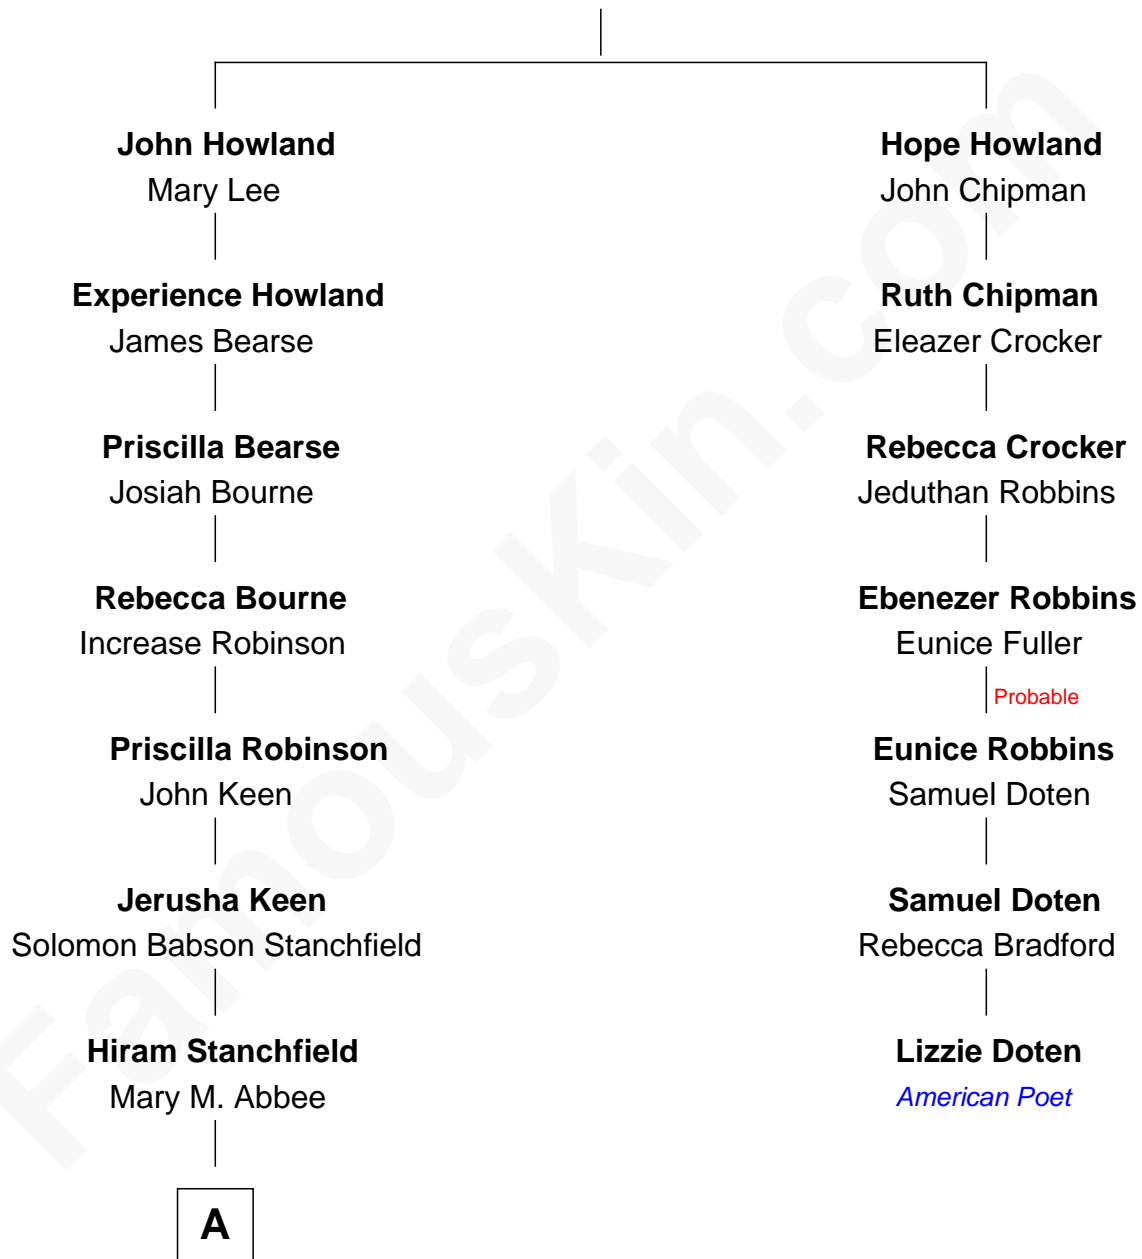 John Howland
Mary Lee
Hope Howland
John Chipman
Experience Howland
James Bearse
Ruth Chipman
Eleazer Crocker
Priscilla Bearse
Josiah Bourne
Rebecca Crocker
Jeduthan Robbins
Rebecca Bourne
Increase Robinson
Ebenezer Robbins
Eunice Fuller
Probable
Priscilla Robinson
John Keen
Eunice Robbins
Samuel Doten
Jerusha Keen
Solomon Babson Stanchfield
Samuel Doten
Rebecca Bradford
Hiram Stanchfield
Mary M. Abbee
Lizzie Doten
American Poet
A
FamousKin.com